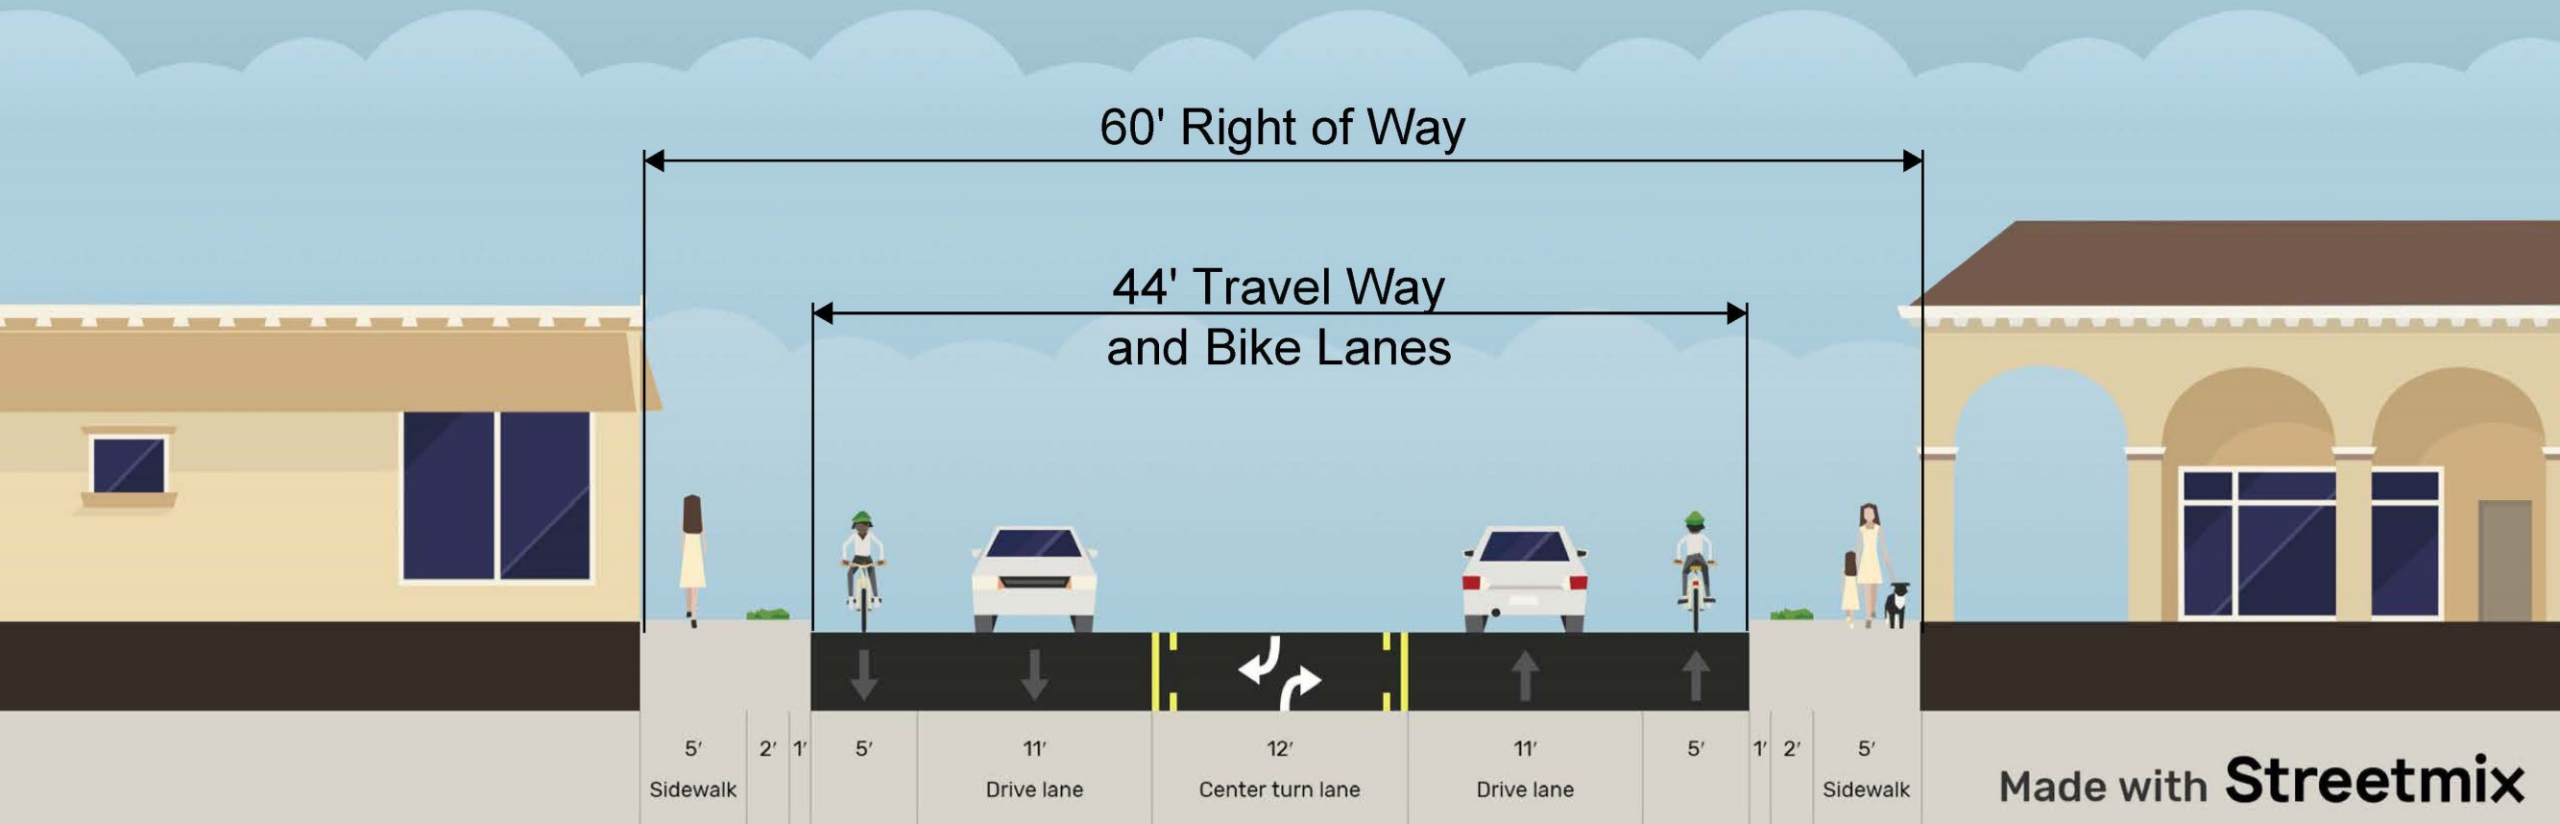 60' Right of Way
44' Travel Way
and Bike Lanes
5' 2' 1' 5' 11' 12' 11' 5' 1' 2' 5'
Sidewalk Drive lane Center turn lane Drive lane Sidewalk
Made with Streetmix